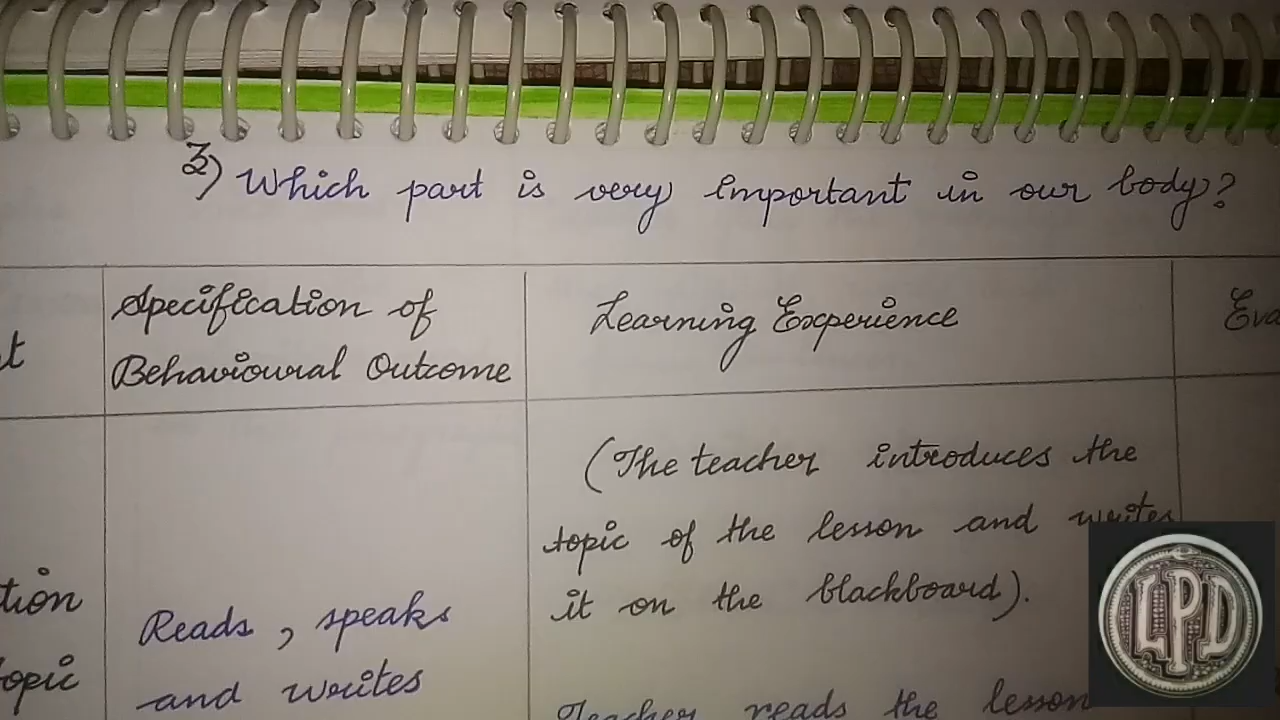 3) Which part is very important in our body?
Specification of
Behavioural Outcome
Learning Experience
(The teacher introduces the
topic of the lesson and writes
it on the blackboard).
Reads, speaks
and writes
Teacher reads the lesson
LPD